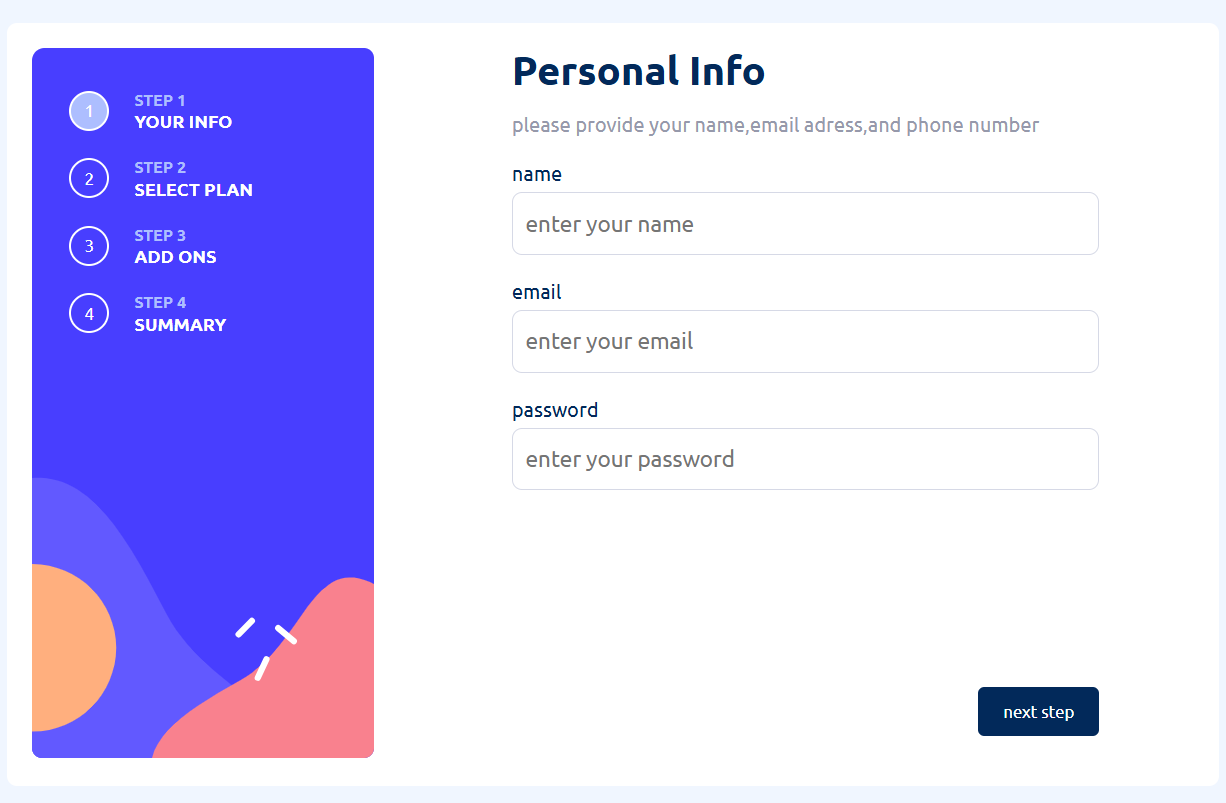 1
STEP 1
YOUR INFO
2
STEP 2
SELECT PLAN
3
STEP 3
ADD ONS
4
STEP 4
SUMMARY
Personal Info
please provide your name,email adress,and phone number
name
enter your name
email
enter your email
password
enter your password
next step